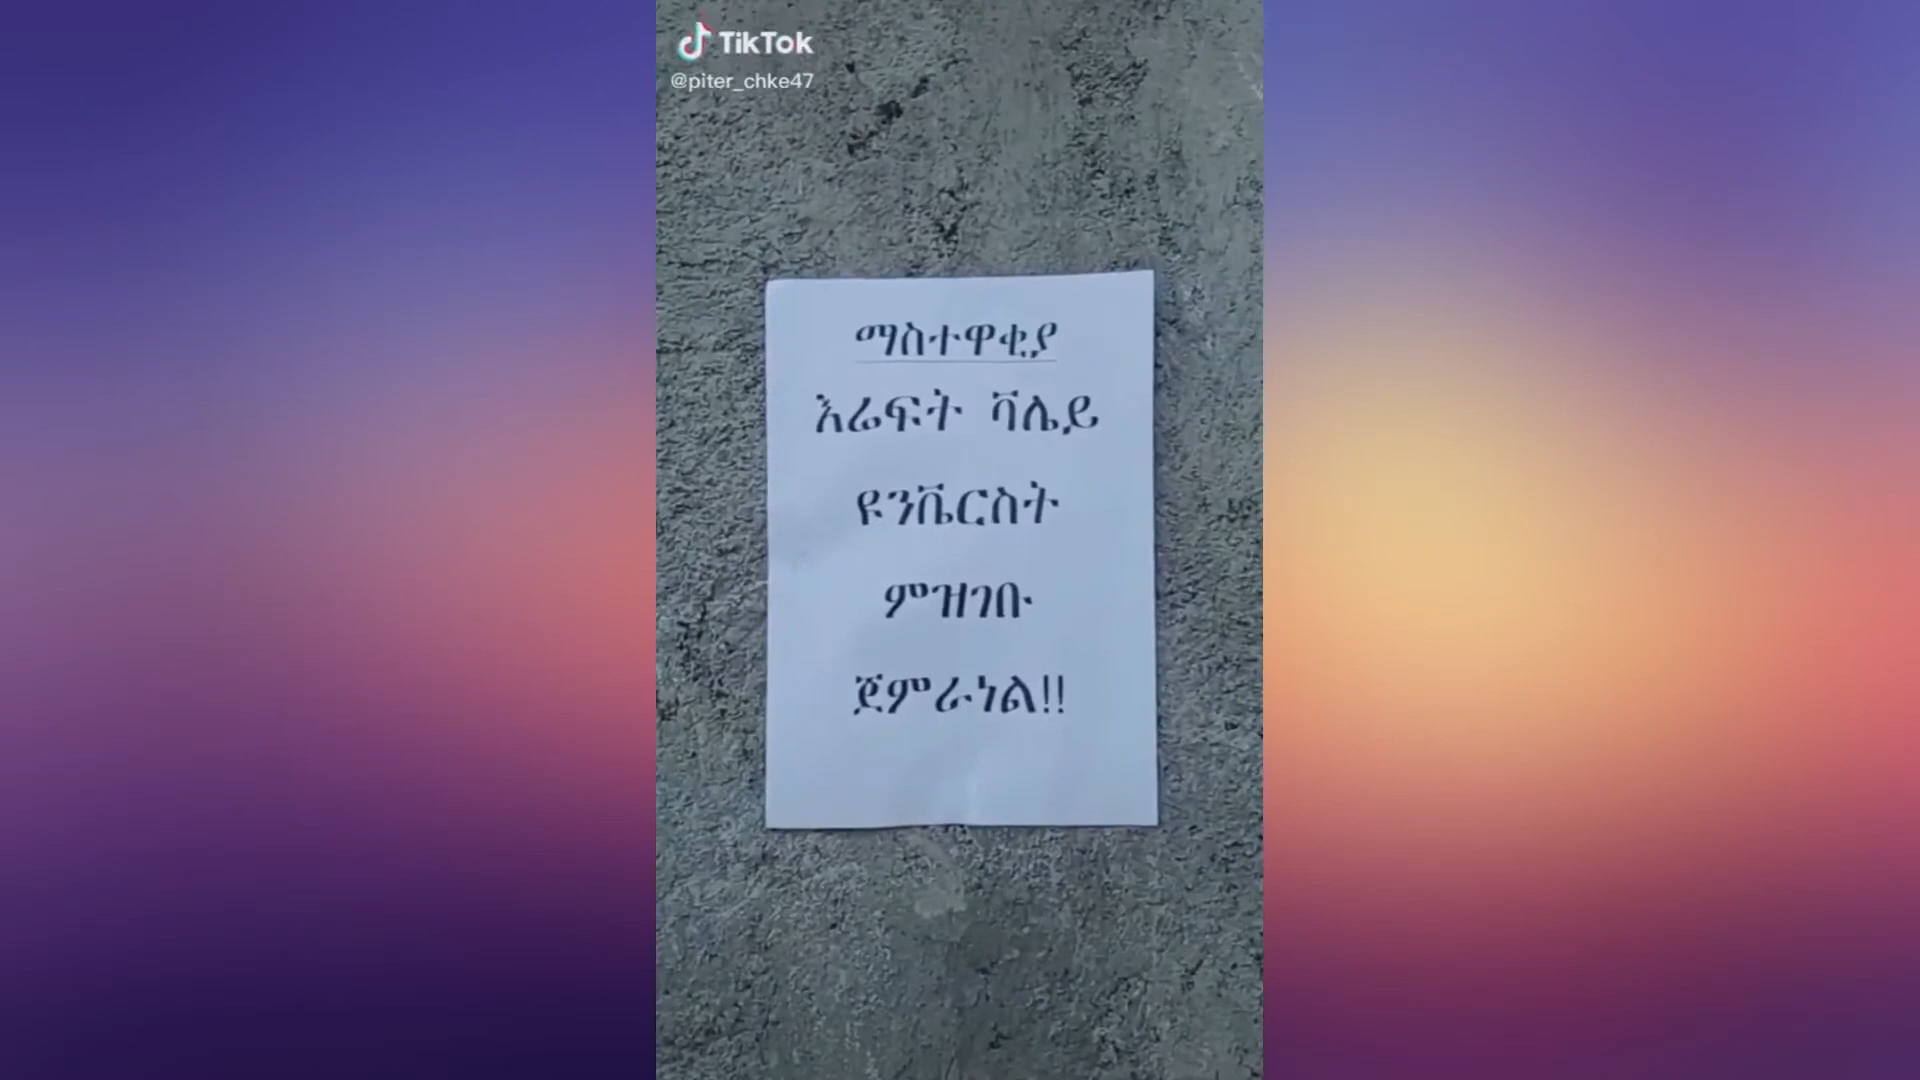 TikTok
@piter_chke47
ማስተዋቂያ
እሬፍት ቫሌይ
ዩንቨርስት
ምዝገቡ
ጀምራነል!!